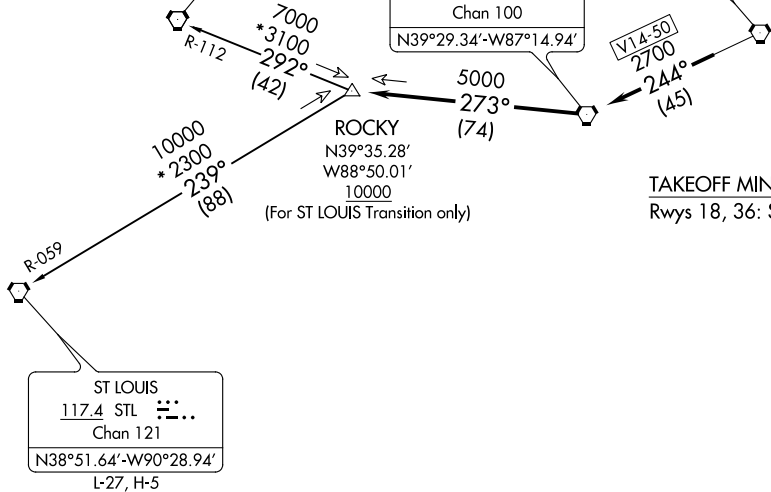 7000
*3100
292°
(42)
R-112
Chan 100
N39°29.34'-W87°14.94'
V14-50
2700
244°
(45)
5000
273°
(74)
ROCKY
N39°35.28'
W88°50.01'
10000
(For ST LOUIS Transition only)
10000
*2300
239°
(88)
R-059
TAKEOFF MIN
Rwys 18, 36: S
ST LOUIS
117.4 STL
Chan 121
N38°51.64'-W90°28.94'
L-27, H-5